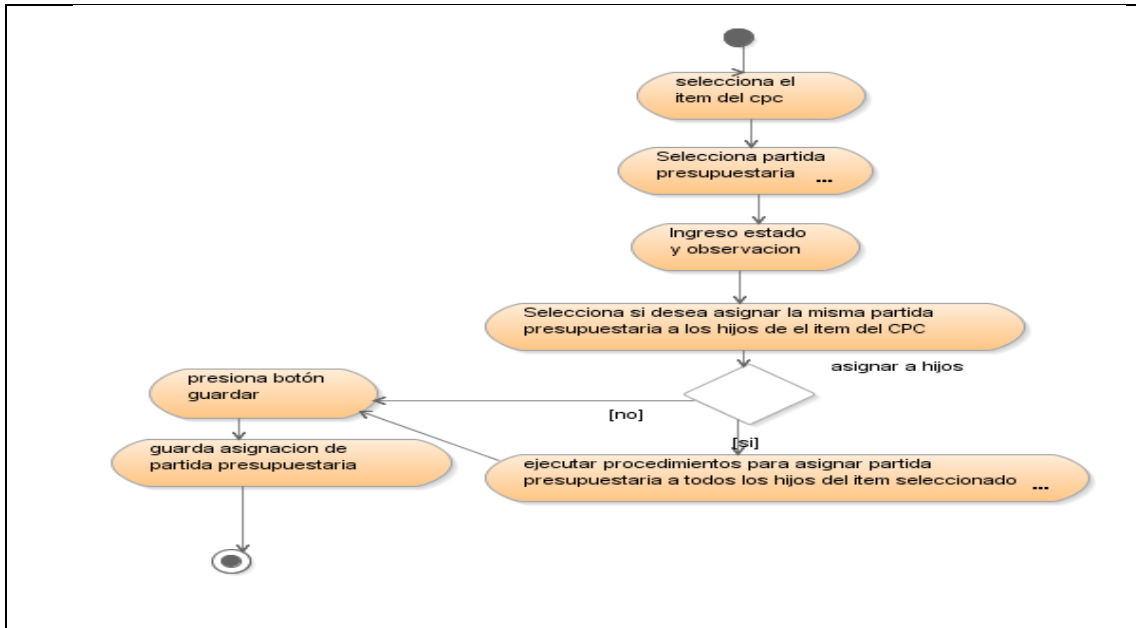 selecciona el
item del cpc
Selecciona partida
presupuestaria ...
Ingreso estado
y observacion
Selecciona si desea asignar la misma partida
presupuestaria a los hijos de el item del CPC
asignar a hijos
[no]
[si]
presiona botón
guardar
guarda asignacion de
partida presupuestaria
ejecutar procedimientos para asignar partida
presupuestaria a todos los hijos del item seleccionado ...